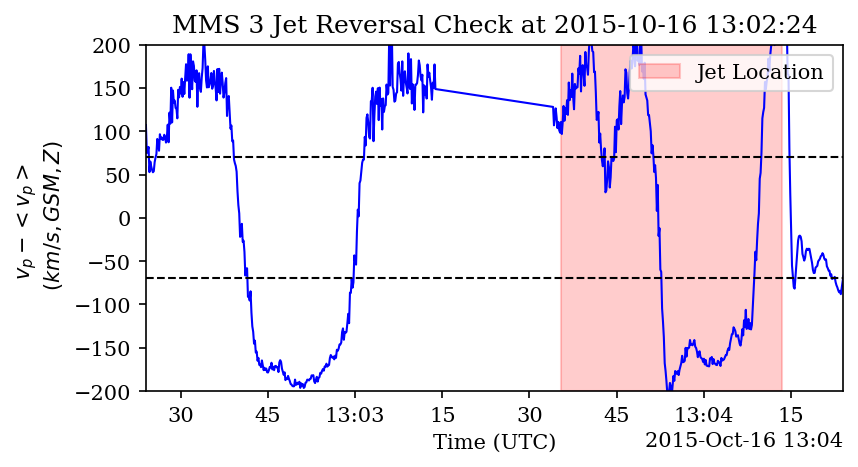 MMS 3 Jet Reversal Check at 2015-10-16 13:02:24
Jet Location
200
150
100
50
0
−50
−100
−150
−200
v_p − < v_p >
(km/s, GSM, Z)
30 45 13:03 15 30 45 13:04 15
Time (UTC)
2015-Oct-16 13:04